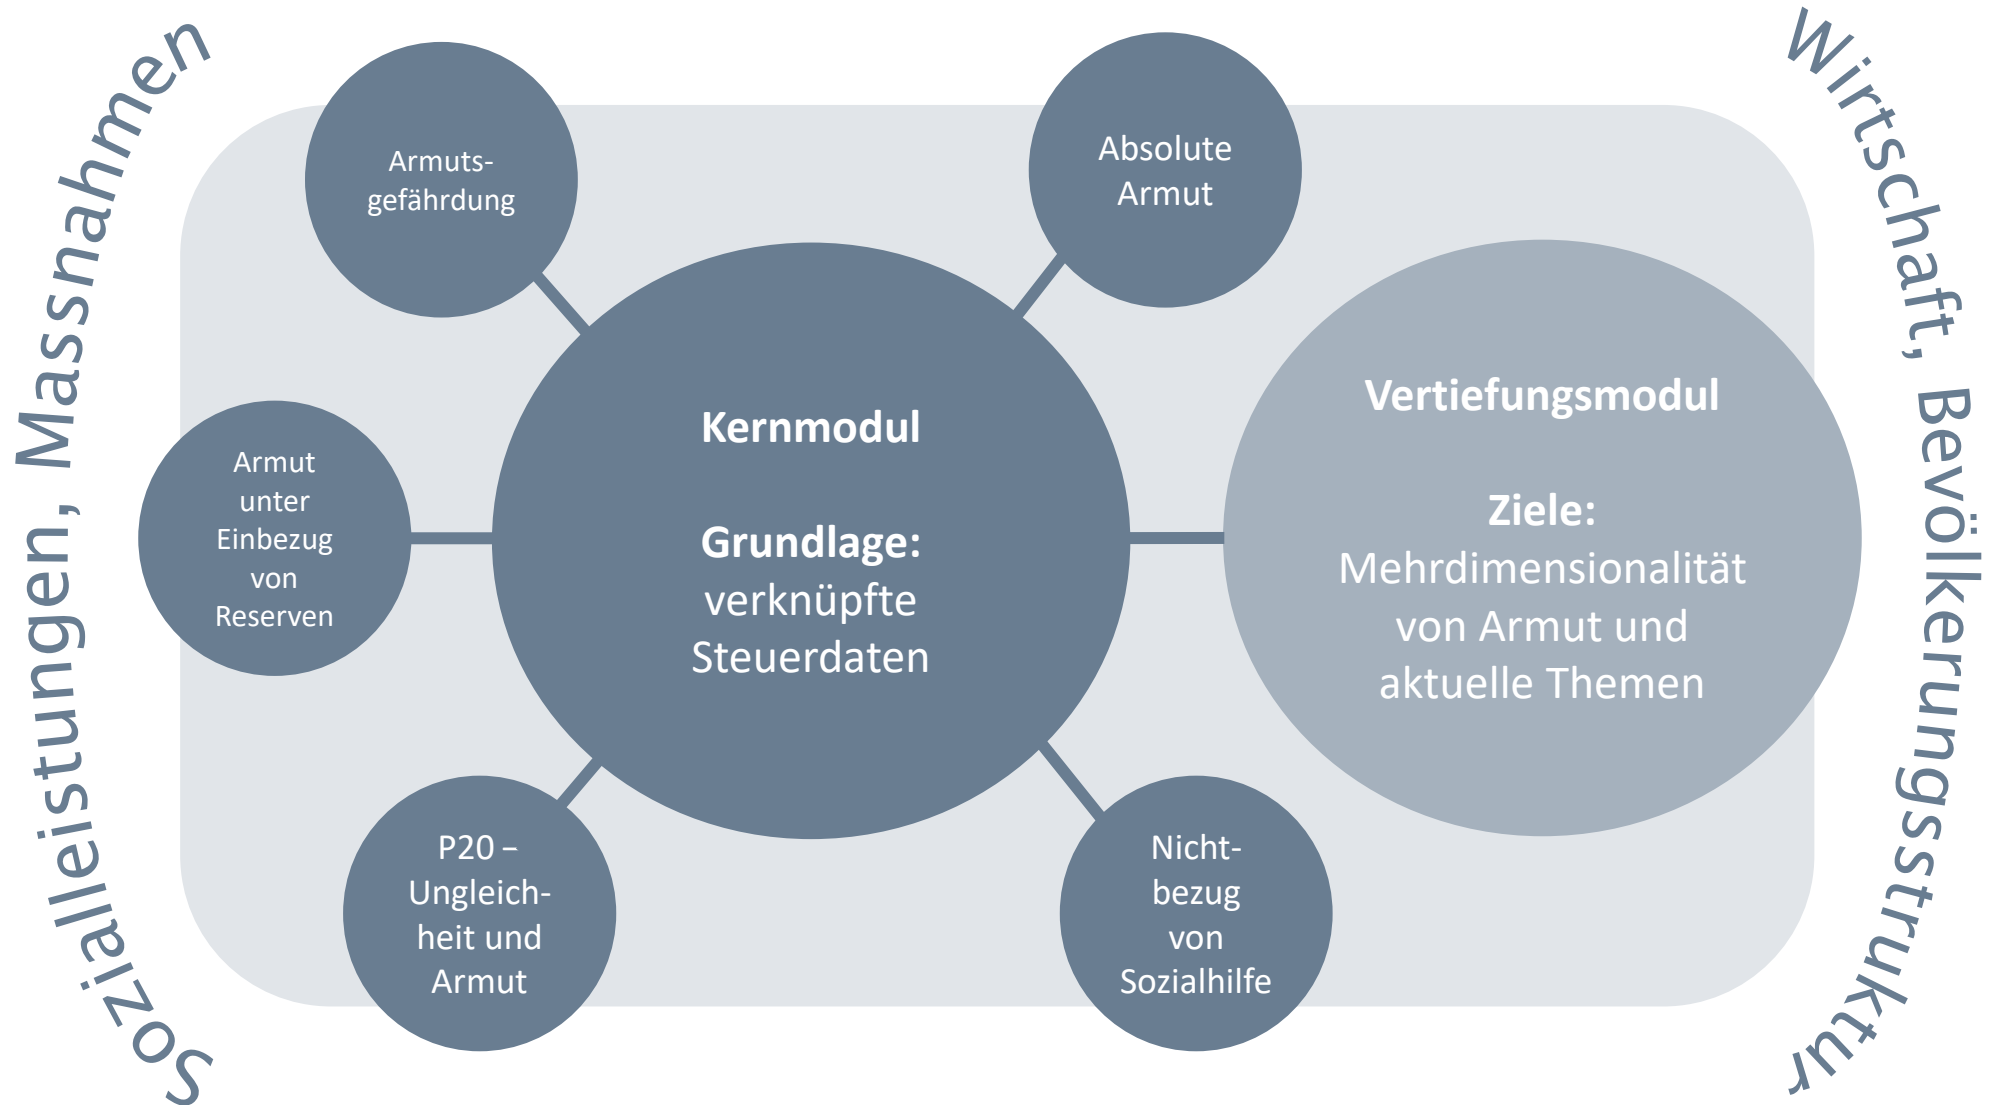 Sozialleistungen, Massnahmen
Armuts-
gefährdung
Absolute
Armut
Armut
unter
Einbezug
von
Reserven
Kernmodul
Grundlage:
verknüpfte
Steuerdaten
Vertiefungsmodul
Ziele:
Mehrdimensionalität
von Armut und
aktuelle Themen
P20 –
Ungleich-
heit und
Armut
Nicht-
bezug
von
Sozialhilfe
Wirtschaft, Bevölkerungsstruktur